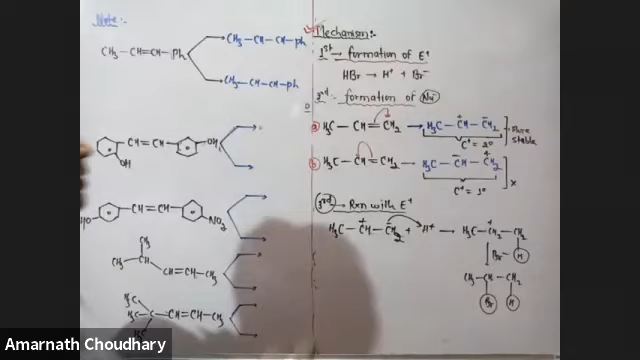 Note:-
CH₃-CH=CH-Ph
CH₃-CH-CH-ph
CH₃-CH-CH-ph
CH=CH
OH
OH
HO
CH=CH
NO₂
CH₃
CH₃-CH
CH=CH-CH₃
H₃C
H₃C-C-CH=CH-CH₃
Mechanism:-
1st → formation of E⁺
HBr → H⁺ + Br⁻
formation of Nu⁻
a) H₃C-CH=CH₂ → H₃C-CH-CH₂
C⁺ = 2°
More stable
b) H₃C-CH=CH₂ → H₃C-CH-CH₂
C⁺ = 1°
x
3rd → Rxn with E⁺
H₃C-CH-CH₂ + H⁺ → H₃C-CH₂-CH₂
H
Br⁻
CH₃-CH-CH₂
Br
H
Amarnath Choudhary